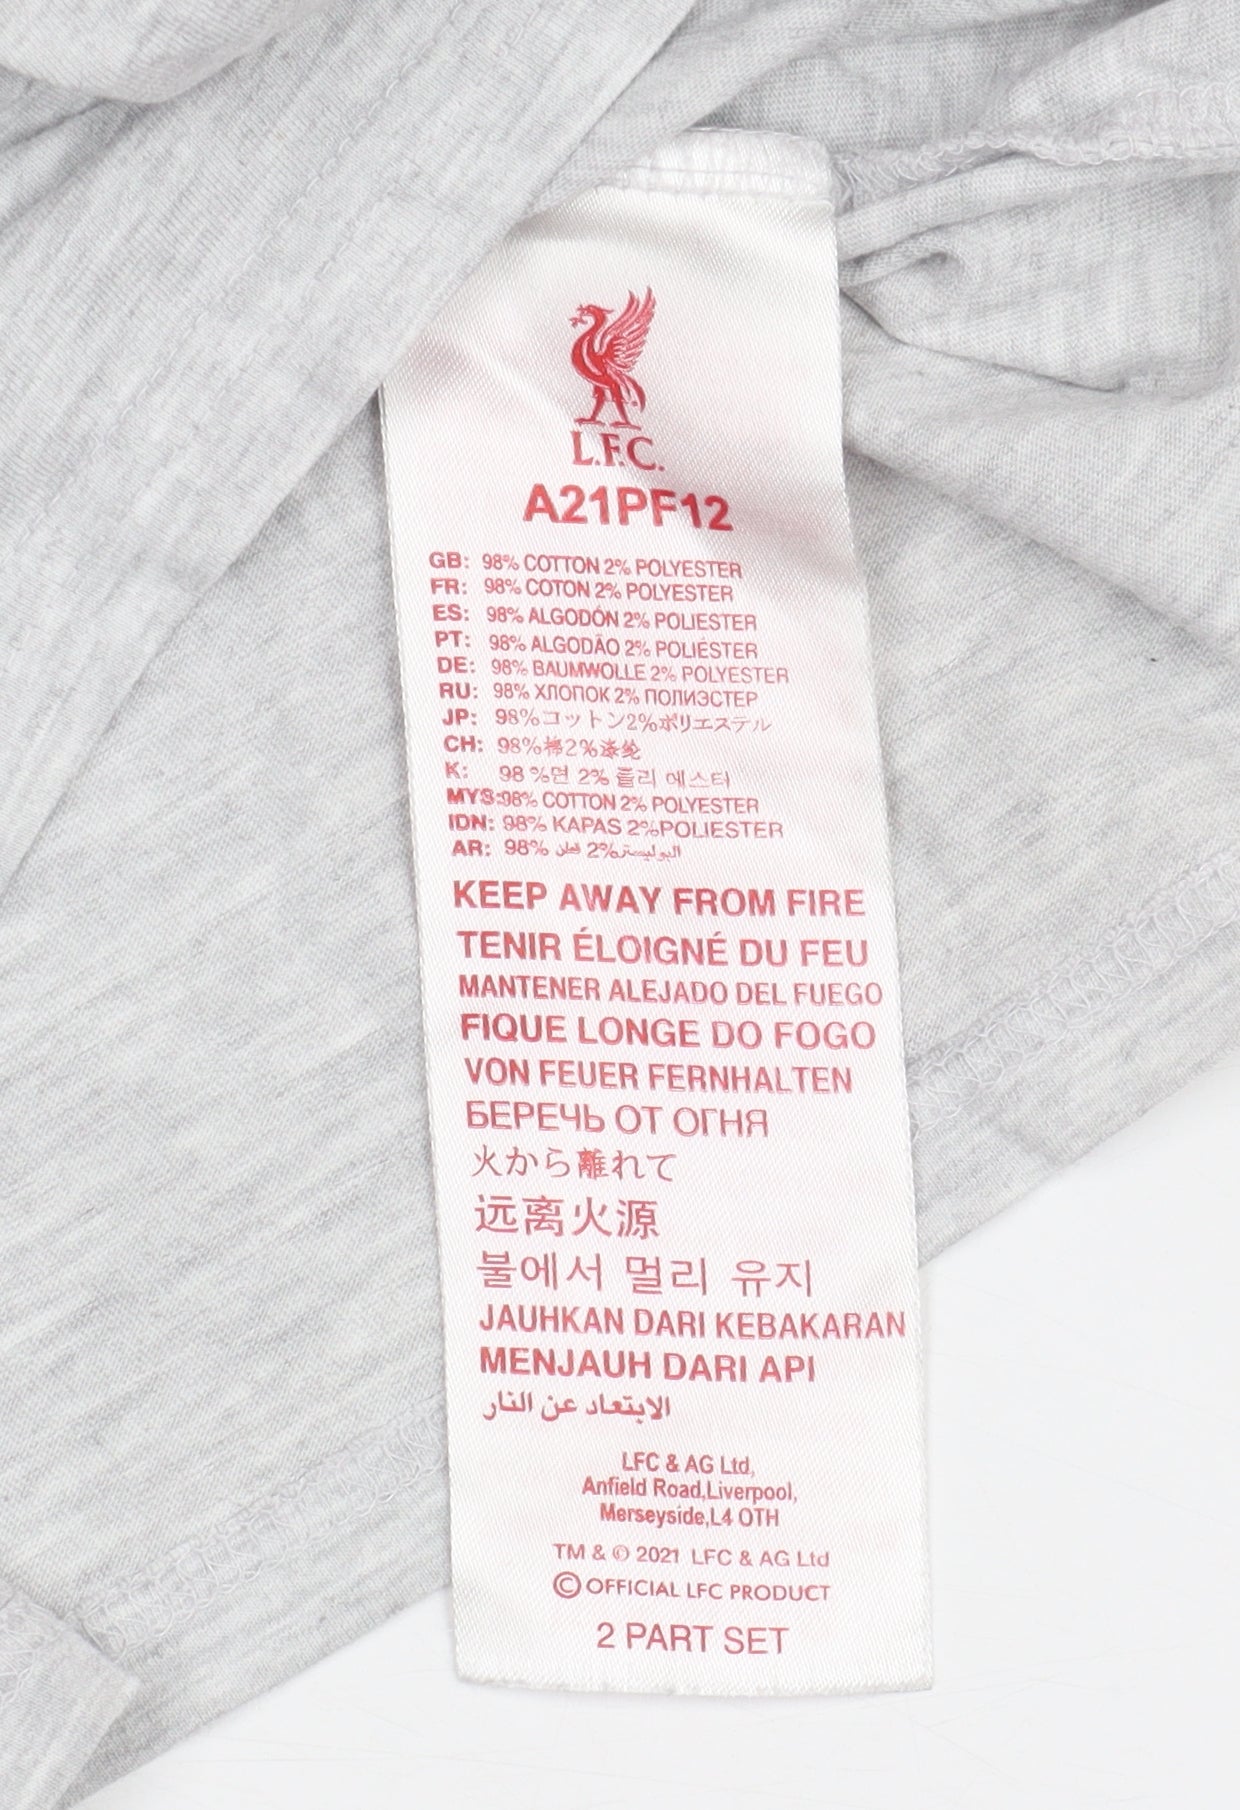 L.F.C.
A21PF12
GB: 98% COTTON 2% POLYESTER
FR: 98% COTON 2% POLYESTER
ES: 98% ALGODÓN 2% POLIESTER
PT: 98% ALGODÃO 2% POLIÉSTER
DE: 98% BAUMWOLLE 2% POLYESTER
RU: 98% ХЛОПОК 2% ПОЛИЭСТЕР
JP: 98%コットン2%ポリエステル
CH: 98%棉2%涤纶
K: 98 %면 2% 폴리 에스터
MYS:98% COTTON 2% POLYESTER
IDN: 98% KAPAS 2%POLIESTER
AR: 98% قطن 2%البوليستر
KEEP AWAY FROM FIRE
TENIR ÉLOIGNÉ DU FEU
MANTENER ALEJADO DEL FUEGO
FIQUE LONGE DO FOGO
VON FEUER FERNHALTEN
БЕРЕЧЬ ОТ ОГНЯ
火から離れて
远离火源
불에서 멀리 유지
JAUHKAN DARI KEBAKARAN
MENJAUH DARI API
الابتعاد عن النار
LFC & AG Ltd,
Anfield Road,Liverpool,
Merseyside,L4 OTH
TM & © 2021 LFC & AG Ltd
© OFFICIAL LFC PRODUCT
2 PART SET